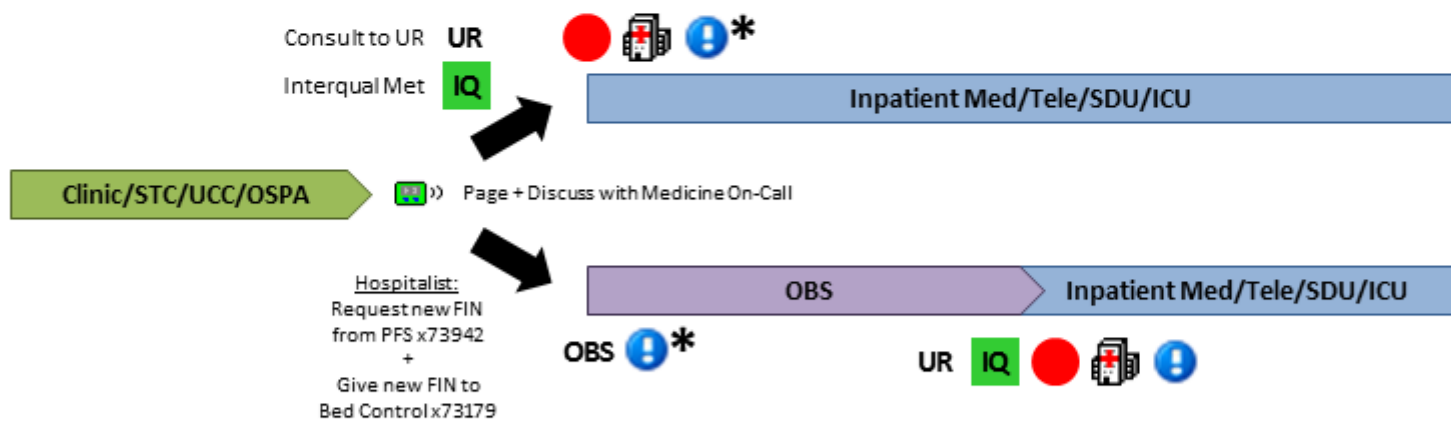 Consult to UR UR
Interqual Met IQ
*
Inpatient Med/Tele/SDU/ICU
Clinic/STC/UCC/OSPA
Page + Discuss with Medicine On-Call
Hospitalist:
Request new FIN
from PFS x73942
+
Give new FIN to
Bed Control x73179
OBS
Inpatient Med/Tele/SDU/ICU
OBS ! *
UR IQ !